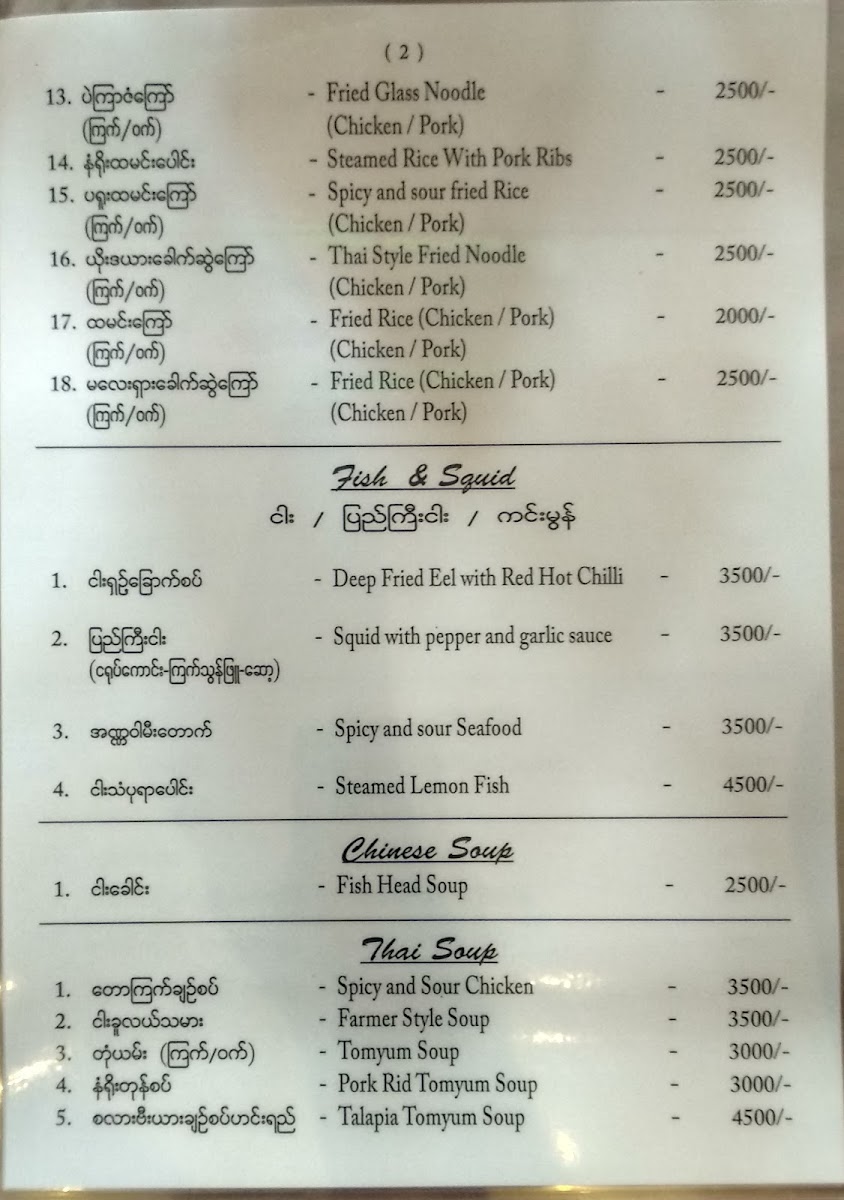 ( 2 )
13. ပဲကြာဇံကြော် - Fried Glass Noodle - 2500/-
(ကြက်/ဝက်) (Chicken / Pork)
14. နံရိုးထမင်းပေါင်း - Steamed Rice With Pork Ribs - 2500/-
15. ပရူးထမင်းကြော် - Spicy and sour fried Rice - 2500/-
(ကြက်/ဝက်) (Chicken / Pork)
16. ယိုးဒယားခေါက်ဆွဲကြော် - Thai Style Fried Noodle - 2500/-
(ကြက်/ဝက်) (Chicken / Pork)
17. ထမင်းကြော် - Fried Rice (Chicken / Pork) - 2000/-
(ကြက်/ဝက်) (Chicken / Pork)
18. မလေးရှားခေါက်ဆွဲကြော် - Fried Rice (Chicken / Pork) - 2500/-
(ကြက်/ဝက်) (Chicken / Pork)
Fish & Squid
ငါး / ပြည်ကြီးငါး / ကင်းမွန်
1. ငါးရှဉ့်ခြောက်စပ် - Deep Fried Eel with Red Hot Chilli - 3500/-
2. ပြည်ကြီးငါး - Squid with pepper and garlic sauce - 3500/-
(ငရုပ်ကောင်း-ကြက်သွန်ဖြူ-ဆော့)
3. အဏ္ဏဝါမီးတောက် - Spicy and sour Seafood - 3500/-
4. ငါးသံပုရာပေါင်း - Steamed Lemon Fish - 4500/-
Chinese Soup
1. ငါးခေါင်း - Fish Head Soup - 2500/-
Thai Soup
1. တောကြက်ချဉ်စပ် - Spicy and Sour Chicken - 3500/-
2. ငါးခူလယ်သမား - Farmer Style Soup - 3500/-
3. တုံယမ်း (ကြက်/ဝက်) - Tomyum Soup - 3000/-
4. နံရိုးတုန်စပ် - Pork Rid Tomyum Soup - 3000/-
5. စလားဗီးယားချဉ်စပ်ဟင်းရည် - Talapia Tomyum Soup - 4500/-